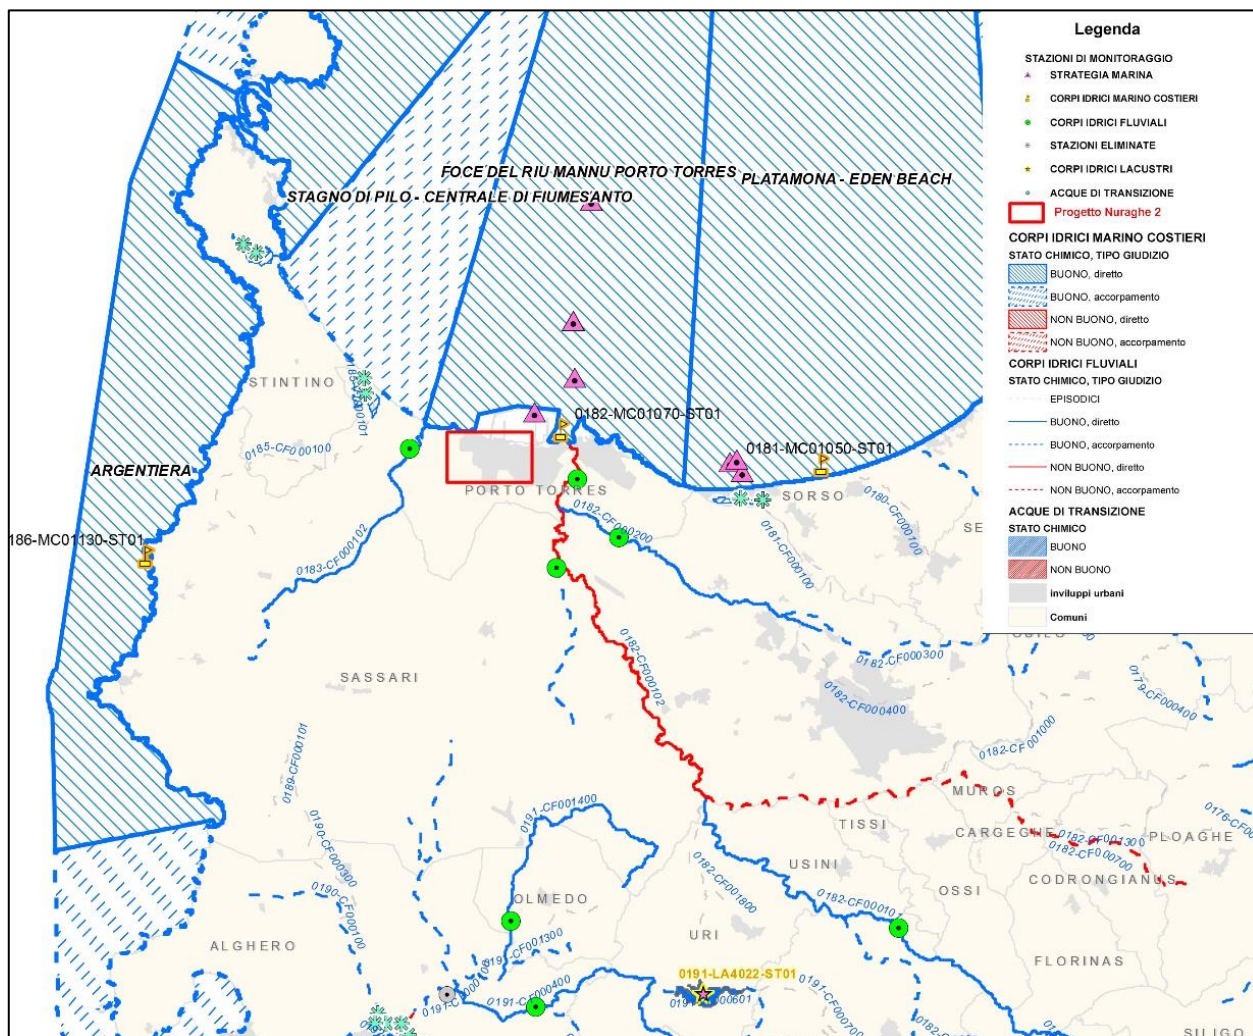 Legenda
STAZIONI DI MONITORAGGIO
STRATEGIA MARINA
CORPI IDRICI MARINO COSTIERI
CORPI IDRICI FLUVIALI
STAZIONI ELIMINATE
CORPI IDRICI LACUSTRI
ACQUE DI TRANSIZIONE
Progetto Nuraghe 2
CORPI IDRICI MARINO COSTIERI
STATO CHIMICO, TIPO GIUDIZIO
BUONO, diretto
BUONO, accorpamento
NON BUONO, diretto
NON BUONO, accorpamento
CORPI IDRICI FLUVIALI
STATO CHIMICO, TIPO GIUDIZIO
EPISODICI
BUONO, diretto
BUONO, accorpamento
NON BUONO, diretto
NON BUONO, accorpamento
ACQUE DI TRANSIZIONE
STATO CHIMICO
BUONO
NON BUONO
inviluppi urbani
Comuni
FOCE DEL RIU MANNU PORTO TORRES
PLATAMONA - EDEN BEACH
STAGNO DI PILO - CENTRALE DI FIUMESANTO
STINTINO
0182-MC01070-ST01
0185-CF000100
0181-MC01050-ST01
ARGENTIERA
PORTO TORRES
SORSO
0180-CF000100
SE
0182-CF000200
0181-CF000100
186-MC01130-ST01
0183-CF000102
0182-CF000102
0182-CF000300
SASSARI
0182-CF000400
0179-CF000400
0182-CF001000
0189-CF000101
MUROS
0191-CF001400
TISSI
CARGEGHE
0182-CF001300
PLOAGHE
0176-CF0
0190-CF000300
0182-CF000700
USINI
CODRONGIANUS
0182-CF001800
OSSI
0190-CF000100
OLMEDO
0182-CF000101
ALGHERO
URI
0191-CF001300
FLORINAS
0191-LA4022-ST01
0191-CF000400
0191-CF000700
SILIGO